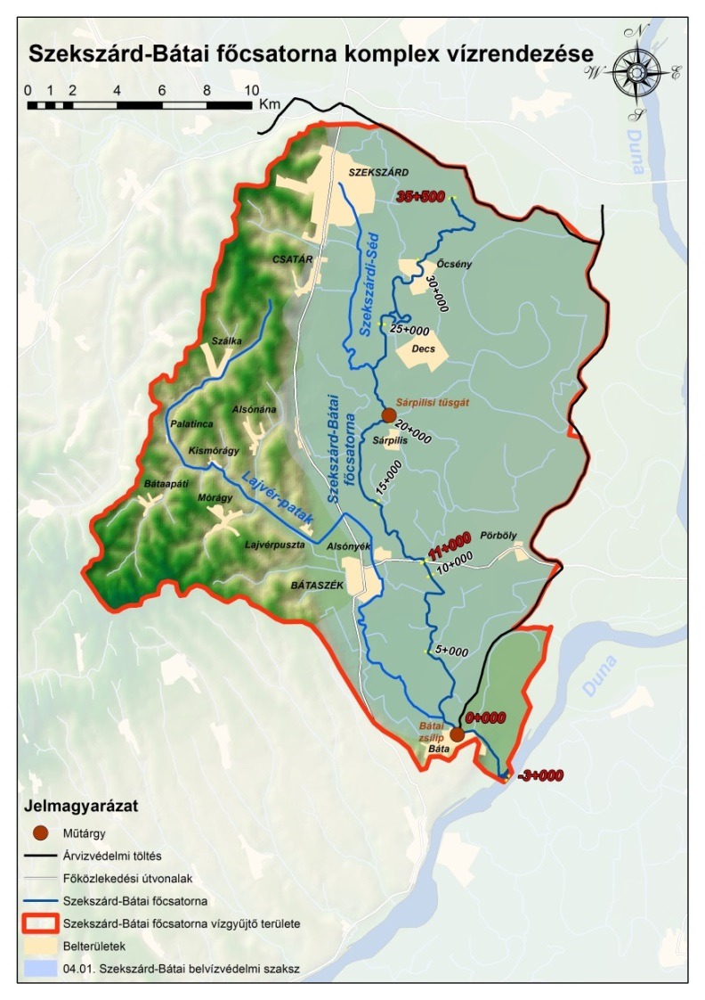 Szekszárd-Bátai főcsatorna komplex vízrendezése
N
W
E
S
0 1 2 4 6 8 10
Km
Duna
SZEKSZÁRD
35+500
CSATÁR
Szekszárdi-Séd
Őcsény
30+000
25+000
Szálka
Decs
Sárpilisi tűsgát
Alsónána
Palatinca
20+000
Sárpilis
Szekszárd-Bátai
főcsatorna
Kismórágy
15+000
Bátaapáti
Lajvér-patak
Mórágy
Pörböly
Lajvérpuszta
Alsónyék
11+000
10+000
BÁTASZÉK
5+000
Duna
0+000
Bátai
zsilip
Báta
-3+000
Jelmagyarázat
Műtárgy
Árvizvédelmi töltés
Főközlekedési útvonalak
Szekszárd-Bátai főcsatorna
Szekszárd-Bátai főcsatorna vízgyűjtő területe
Belterületek
04.01. Szekszárd-Bátai belvízvédelmi szaksz